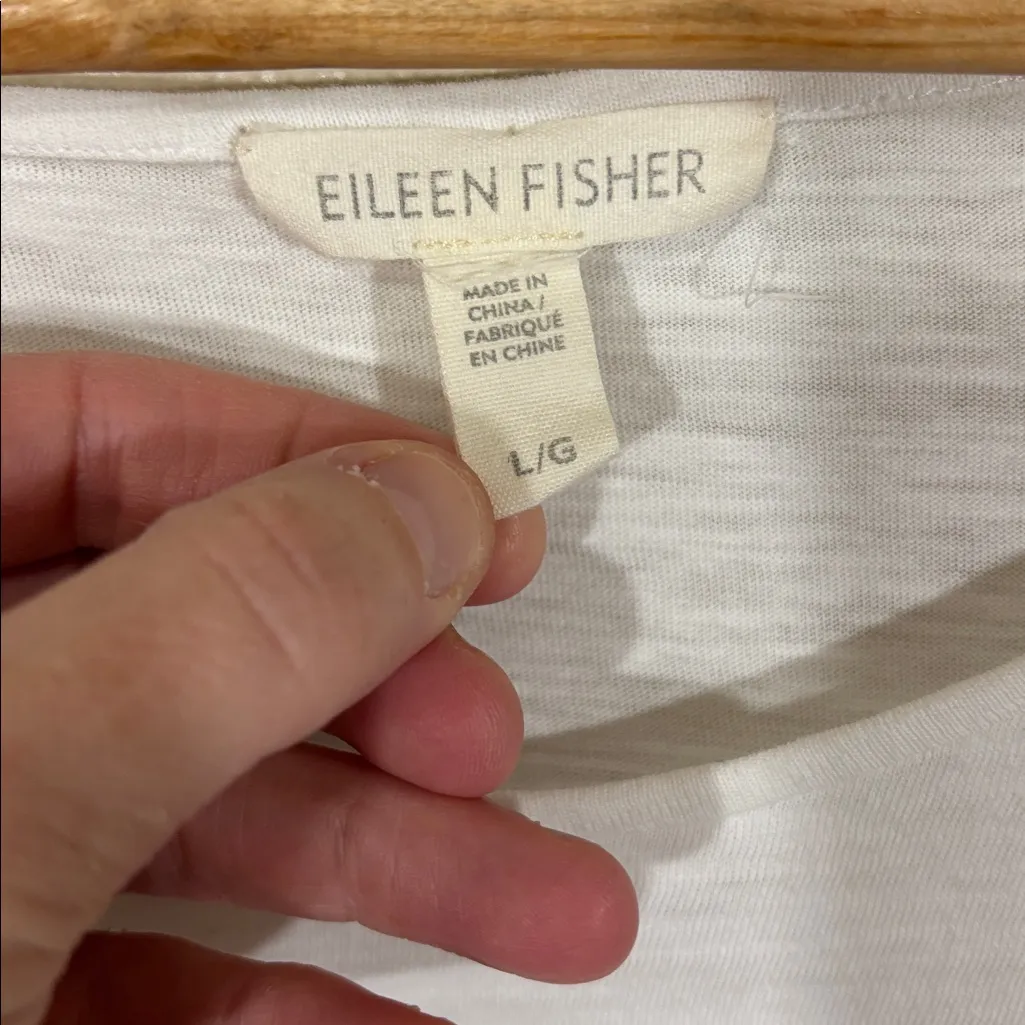 EILEEN FISHER
MADE IN
CHINA /
FABRIQUÉ
EN CHINE
L/G